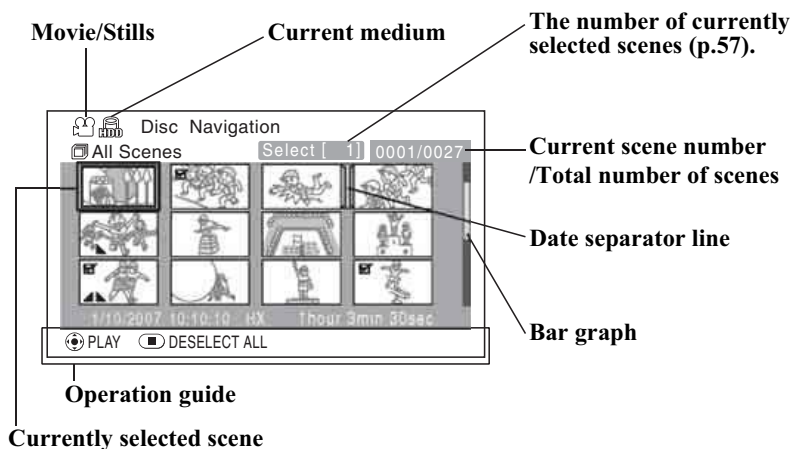 Movie/Stills
Current medium
The number of currently
selected scenes (p.57).
HDD
Disc Navigation
All Scenes
Select [ 1]
0001/0027
Current scene number
/Total number of scenes
Date separator line
1/10/2007 10:10:10 HX 1hour 3min 30sec
Bar graph
PLAY DESELECT ALL
Operation guide
Currently selected scene